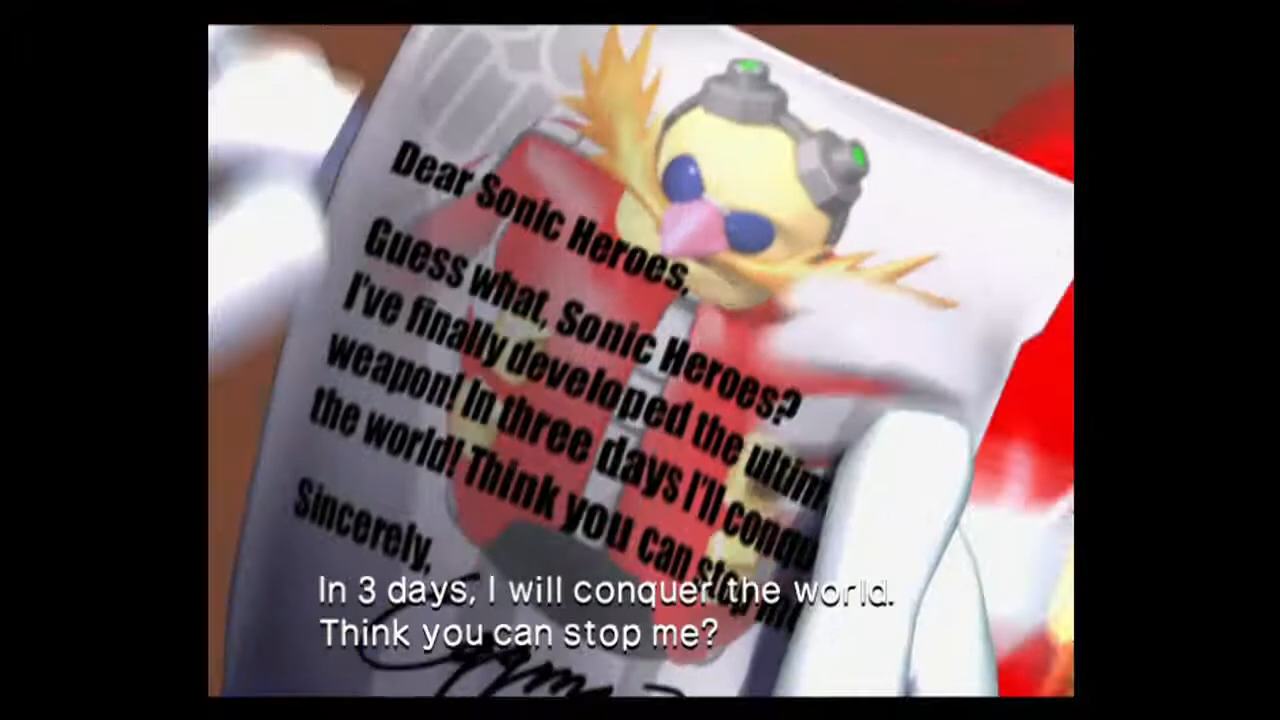 Dear Sonic Heroes,
Guess what, Sonic Heroes?
I've finally developed the ultim
weapon! In three days I'll conqu
the world! Think you can stop
Sincerely,
In 3 days, I will conquer the world.
Think you can stop me?